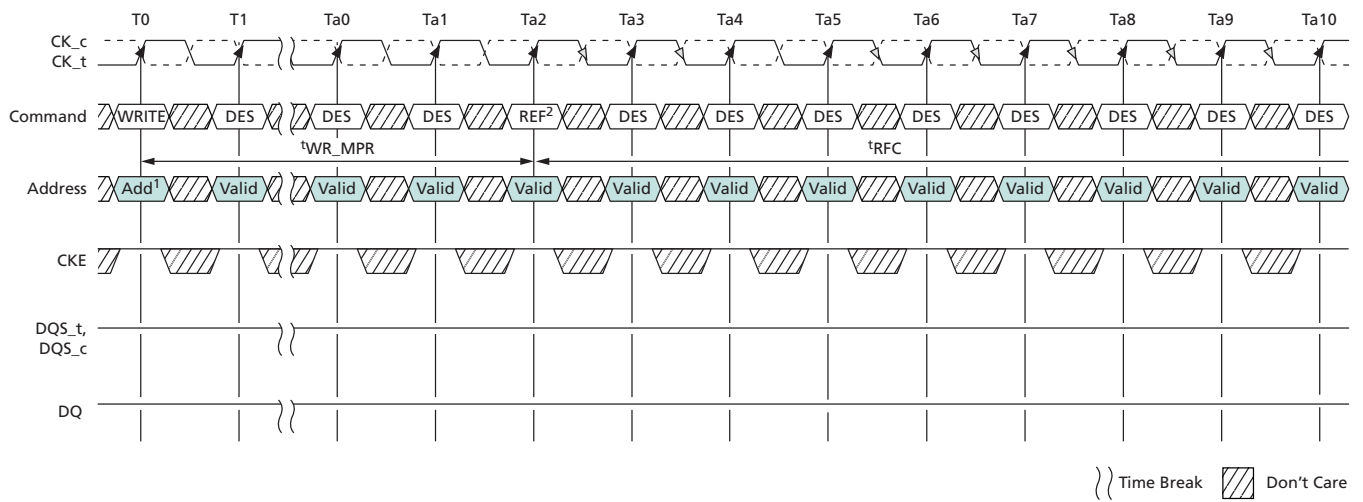 T0 T1 Ta0 Ta1 Ta2 Ta3 Ta4 Ta5 Ta6 Ta7 Ta8 Ta9 Ta10
CK_c
CK_t
Command WRITE DES DES DES REF² DES DES DES DES DES DES DES DES
tWR_MPR tRFC
Address Add¹ Valid Valid Valid Valid Valid Valid Valid Valid Valid Valid Valid Valid
CKE
DQS_t,
DQS_c
DQ
Time Break Don't Care